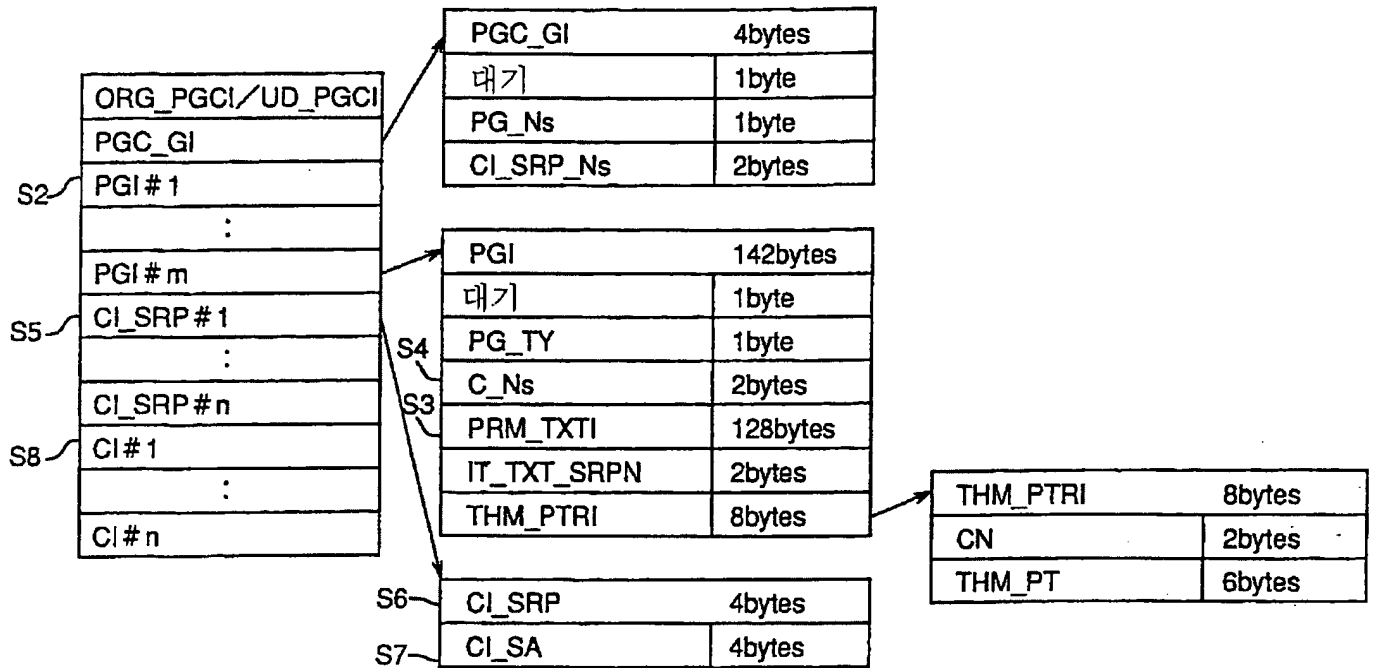 ORG_PGCI/UD_PGCI
PGC_GI
S2 PGI#1
:
PGI#m
S5 CI_SRP#1
:
CI_SRP#n
S8 CI#1
:
CI#n
PGC_GI 4bytes
대기 1byte
PG_Ns 1byte
CI_SRP_Ns 2bytes
PGI 142bytes
대기 1byte
PG_TY 1byte
S4 C_Ns 2bytes
S3 PRM_TXTI 128bytes
IT_TXT_SRPN 2bytes
THM_PTRI 8bytes
S6 CI_SRP 4bytes
S7 CI_SA 4bytes
THM_PTRI 8bytes
CN 2bytes
THM_PT 6bytes